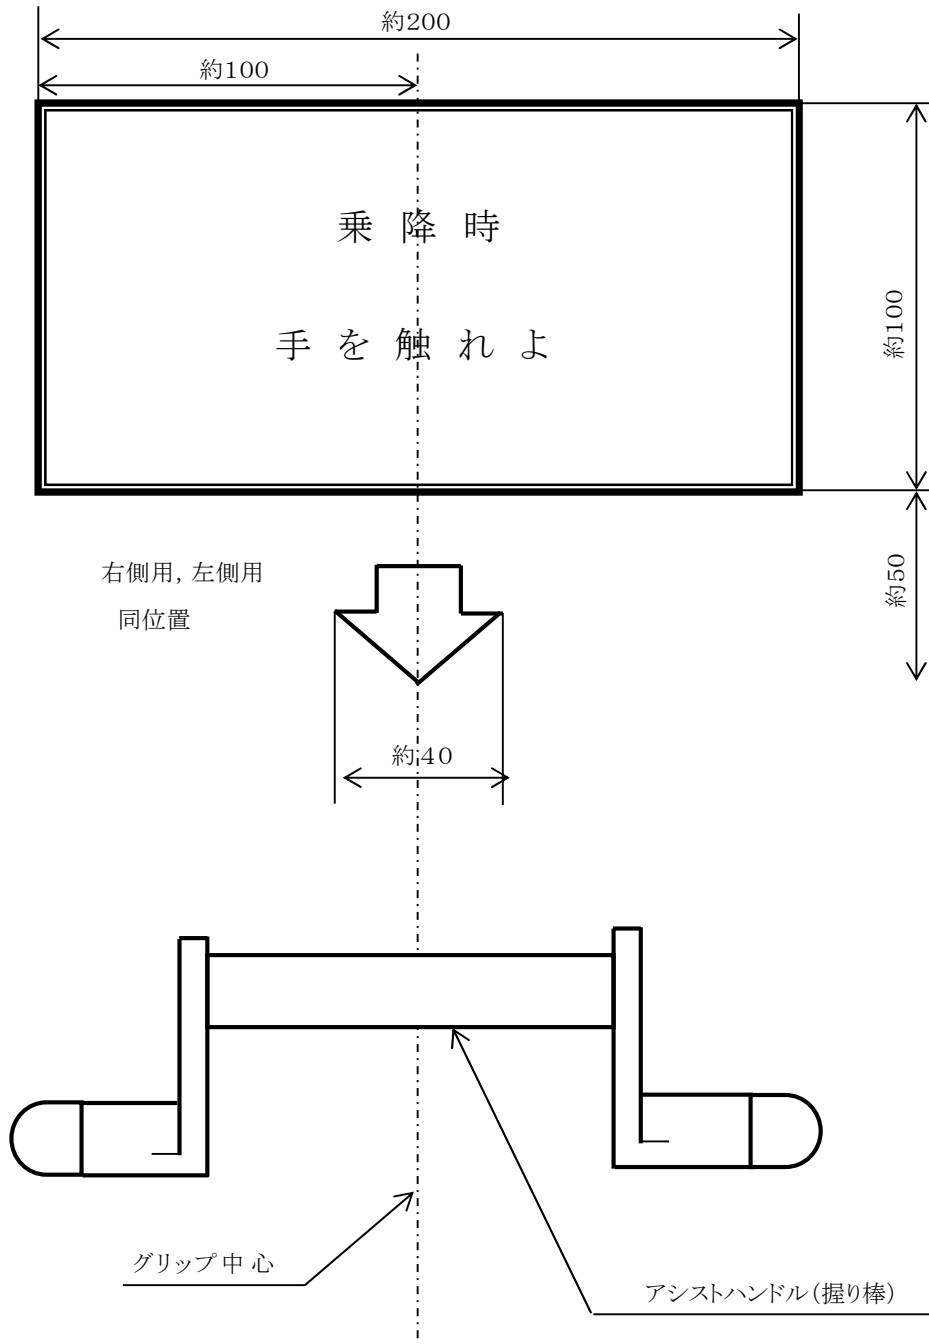 約200
約100
乗 降 時
手 を 触 れ よ
約100
右側用, 左側用
同位置
約50
約40
グリップ 中 心
アシストハンドル(握り棒)